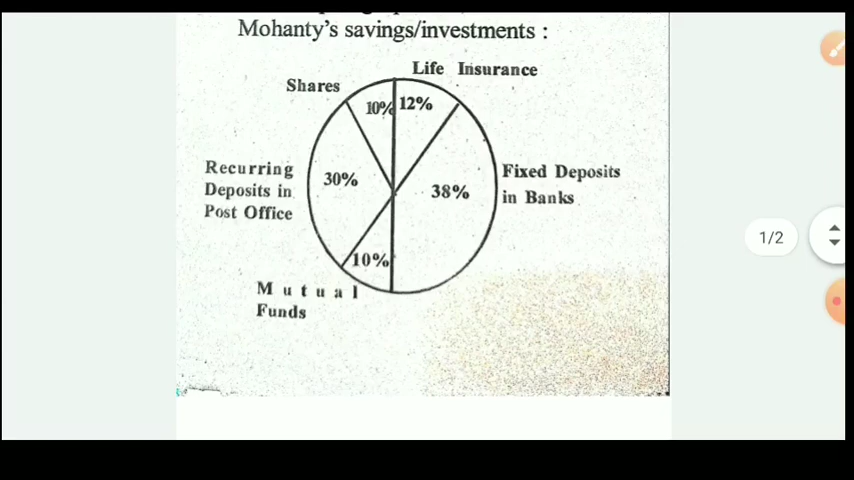 Mohanty's savings/investments :
Life Insurance
Shares
10%
12%
Recurring
Deposits in
Post Office
30%
38%
Fixed Deposits
in Banks
10%
Mutual
Funds
1/2